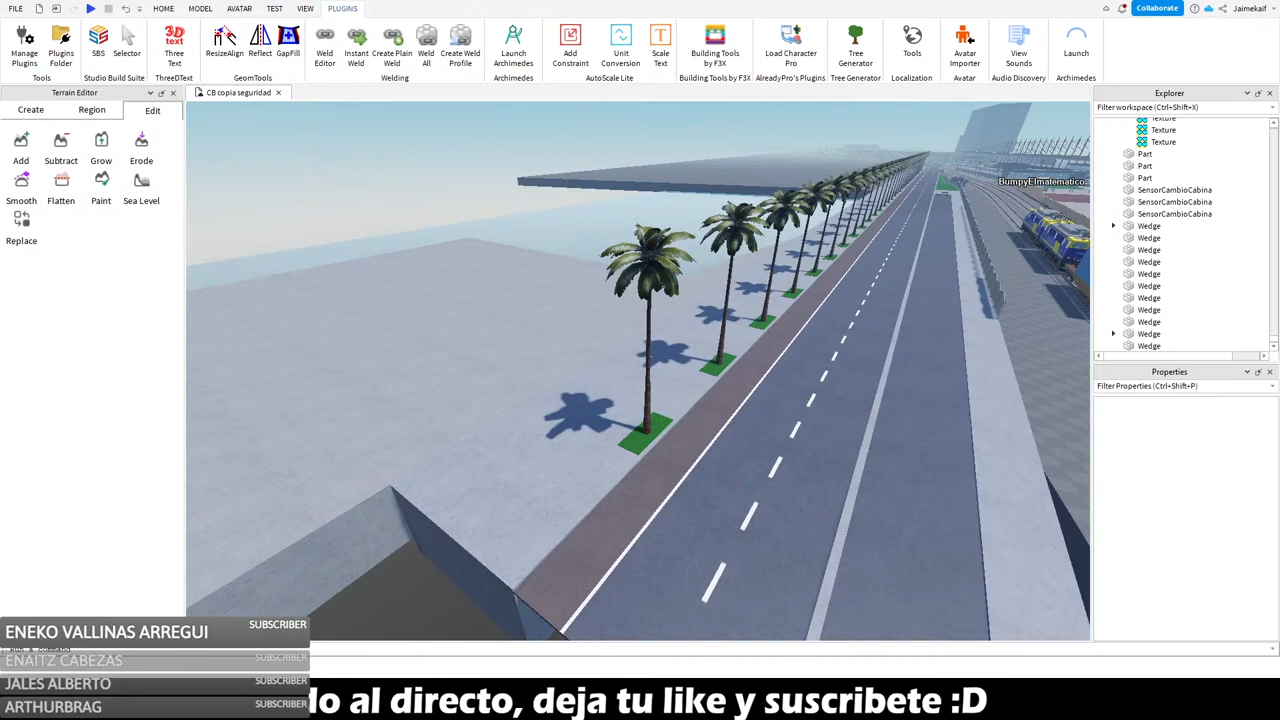 FILE HOME MODEL AVATAR TEST VIEW PLUGINS Collaborate Jaimekaif
Manage Plugins Plugins Folder SBS Selector Three Text ResizeAlign Reflect GapFill Weld Editor Instant Weld Create Plain Weld Weld All Create Weld Profile Launch Archimedes Add Constraint Unit Conversion Scale Text Building Tools by F3X Load Character Pro Tree Generator Tools Avatar Importer View Sounds Launch
Tools Studio Build Suite ThreeDText GeomTools Welding Archimedes AutoScale Lite Building Tools by F3X AlreadyPro's Plugins Tree Generator Localization Avatar Audio Discovery Archimedes
Terrain Editor
CB copia seguridad
Create Region Edit
Add Subtract Grow Erode
Smooth Flatten Paint Sea Level
Replace
BumpyElmatematico
Explorer
Filter workspace (Ctrl+Shift+X)
Texture
Texture
Texture
Part
Part
Part
SensorCambioCabina
SensorCambioCabina
SensorCambioCabina
Wedge
Wedge
Wedge
Wedge
Wedge
Wedge
Wedge
Wedge
Wedge
Wedge
Wedge
Properties
Filter Properties (Ctrl+Shift+P)
ENEKO VALLINAS ARREGUI SUBSCRIBER
ENAITZ CABEZAS SUBSCRIBER
JALES ALBERTO SUBSCRIBER
ARTHURBRAG SUBSCRIBER
do al directo, deja tu like y suscribete :D